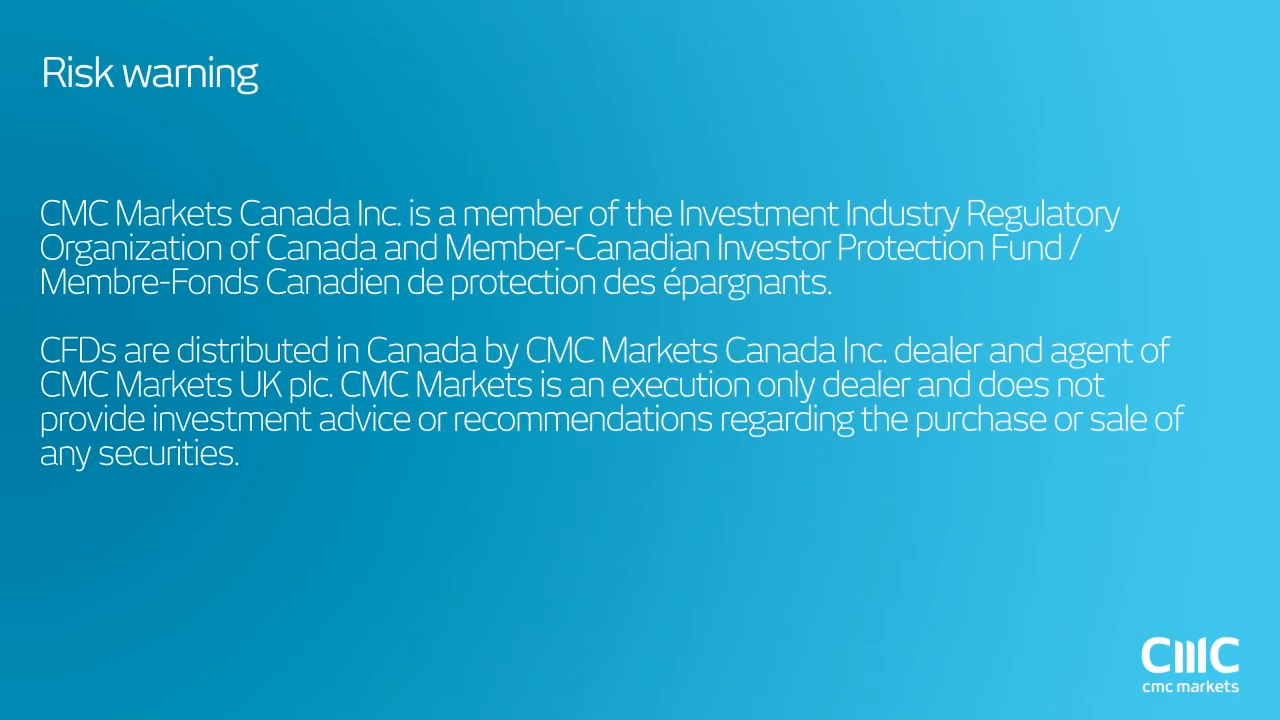 Risk warning
CMC Markets Canada Inc. is a member of the Investment Industry Regulatory
Organization of Canada and Member-Canadian Investor Protection Fund /
Membre-Fonds Canadien de protection des épargnants.
CFDs are distributed in Canada by CMC Markets Canada Inc. dealer and agent of
CMC Markets UK plc. CMC Markets is an execution only dealer and does not
provide investment advice or recommendations regarding the purchase or sale of
any securities.
CMC
cmc markets